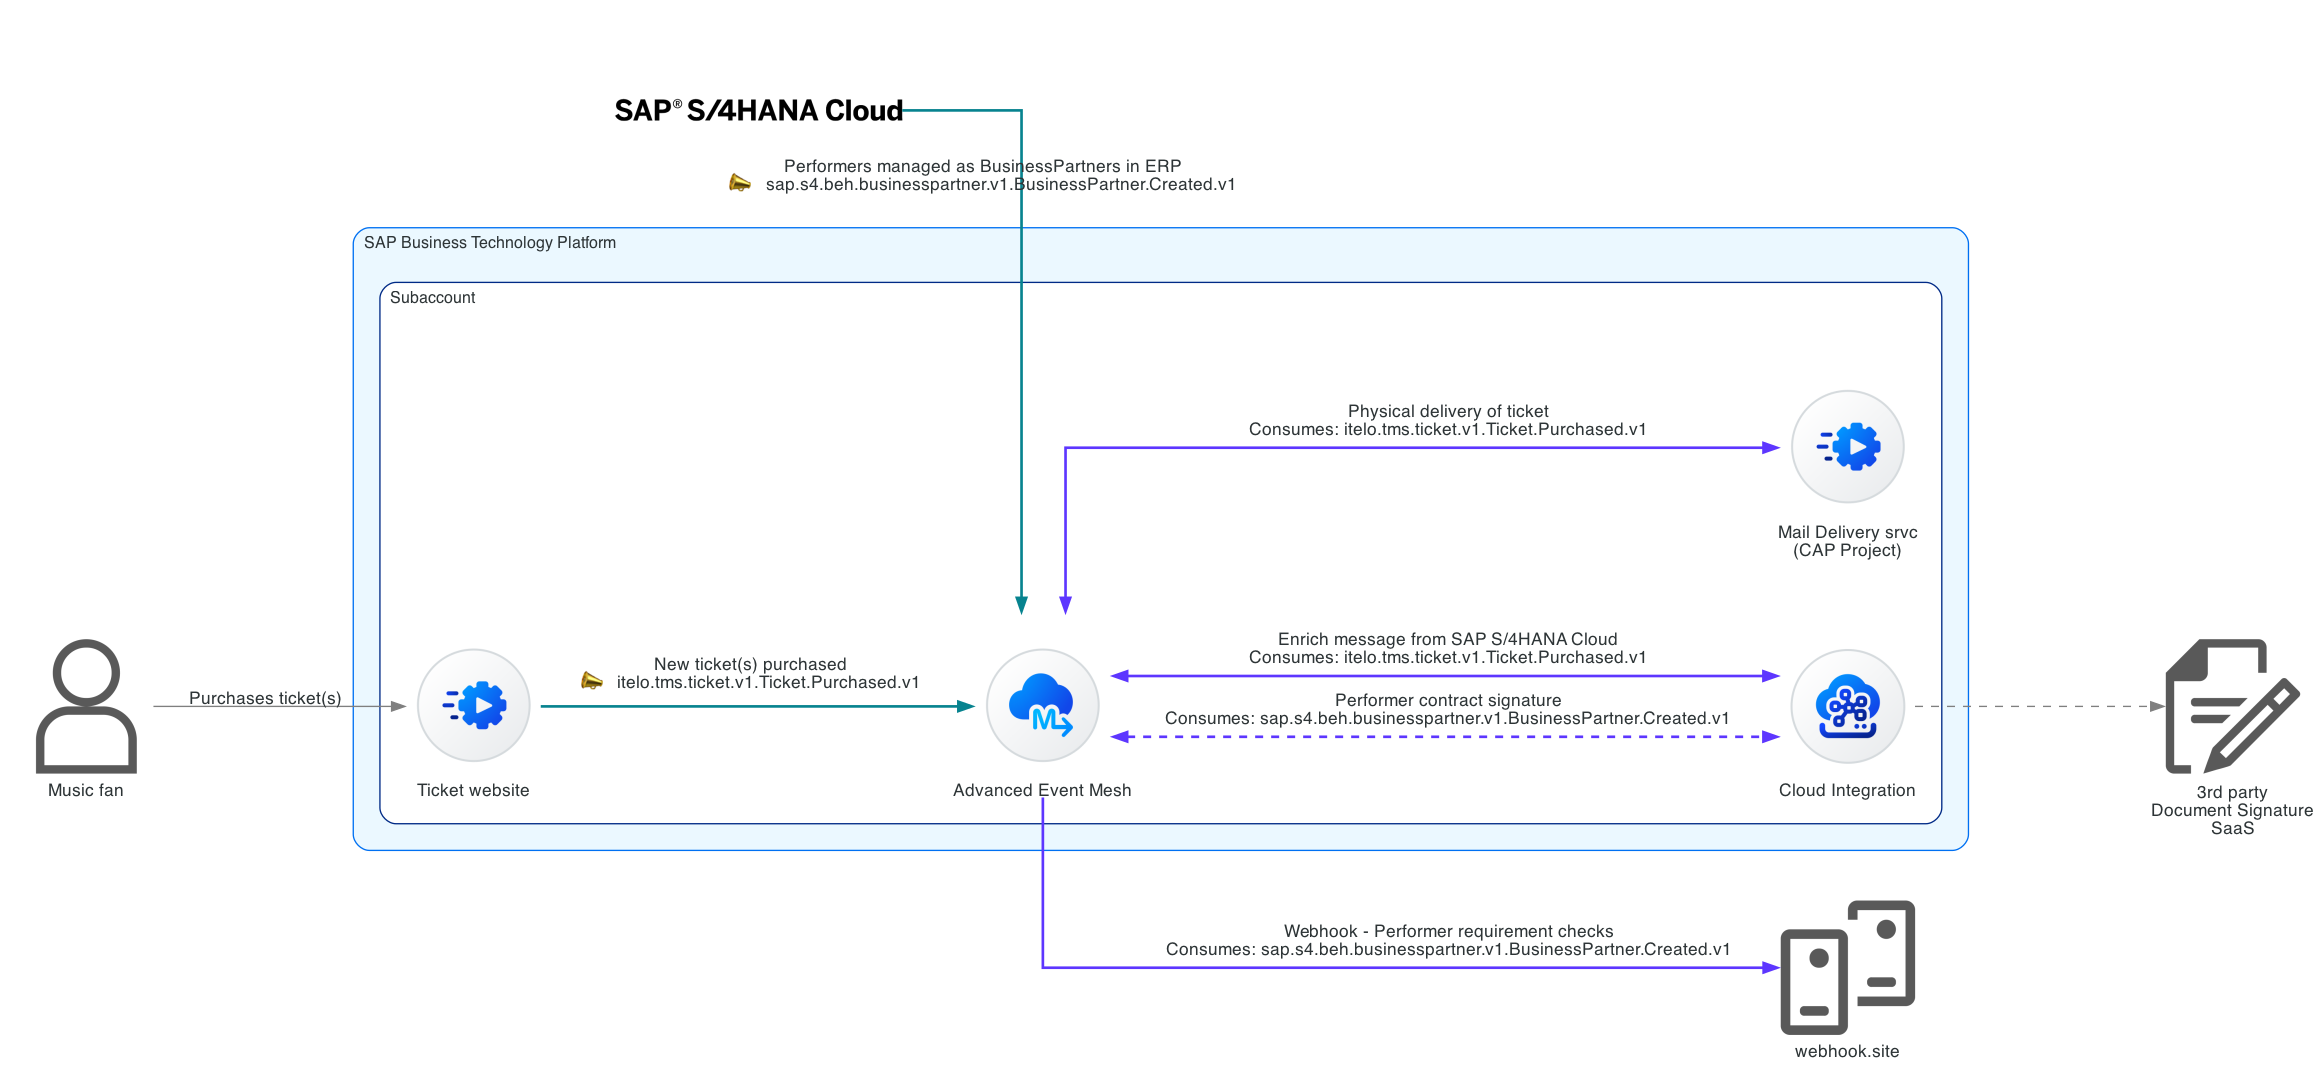 SAP® S/4HANA Cloud
Performers managed as BusinessPartners in ERP
sap.s4.beh.businesspartner.v1.BusinessPartner.Created.v1
SAP Business Technology Platform
Subaccount
Physical delivery of ticket
Consumes: itelo.tms.ticket.v1.Ticket.Purchased.v1
Mail Delivery srvc
(CAP Project)
Purchases ticket(s)
Music fan
New ticket(s) purchased
itelo.tms.ticket.v1.Ticket.Purchased.v1
Ticket website
M
Advanced Event Mesh
Enrich message from SAP S/4HANA Cloud
Consumes: itelo.tms.ticket.v1.Ticket.Purchased.v1
Performer contract signature
Consumes: sap.s4.beh.businesspartner.v1.BusinessPartner.Created.v1
Cloud Integration
3rd party
Document Signature
SaaS
Webhook - Performer requirement checks
Consumes: sap.s4.beh.businesspartner.v1.BusinessPartner.Created.v1
webhook.site